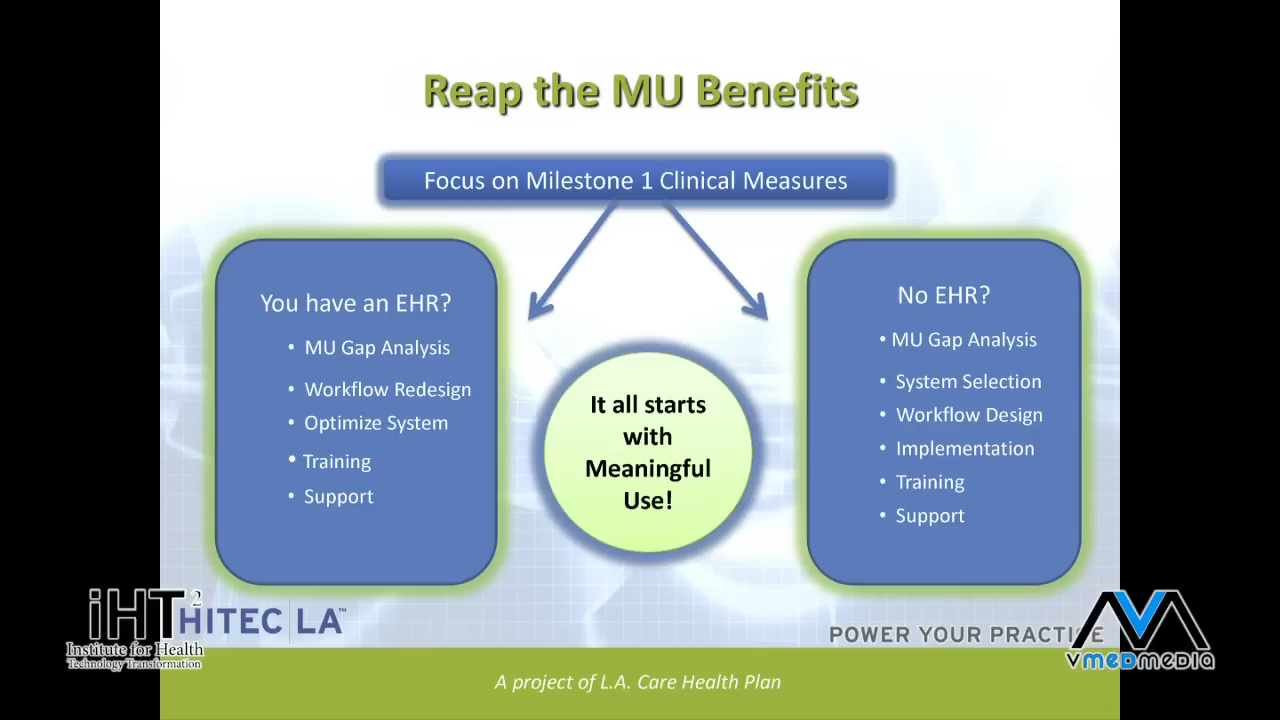 Reap the MU Benefits
Focus on Milestone 1 Clinical Measures
You have an EHR?
• MU Gap Analysis
• Workflow Redesign
• Optimize System
• Training
• Support
It all starts
with
Meaningful
Use!
No EHR?
• MU Gap Analysis
• System Selection
• Workflow Design
• Implementation
• Training
• Support
iHT2
Institute for Health
Technology Transformation
HITEC LA™
POWER YOUR PRACTICE
vmedmedia
A project of L.A. Care Health Plan